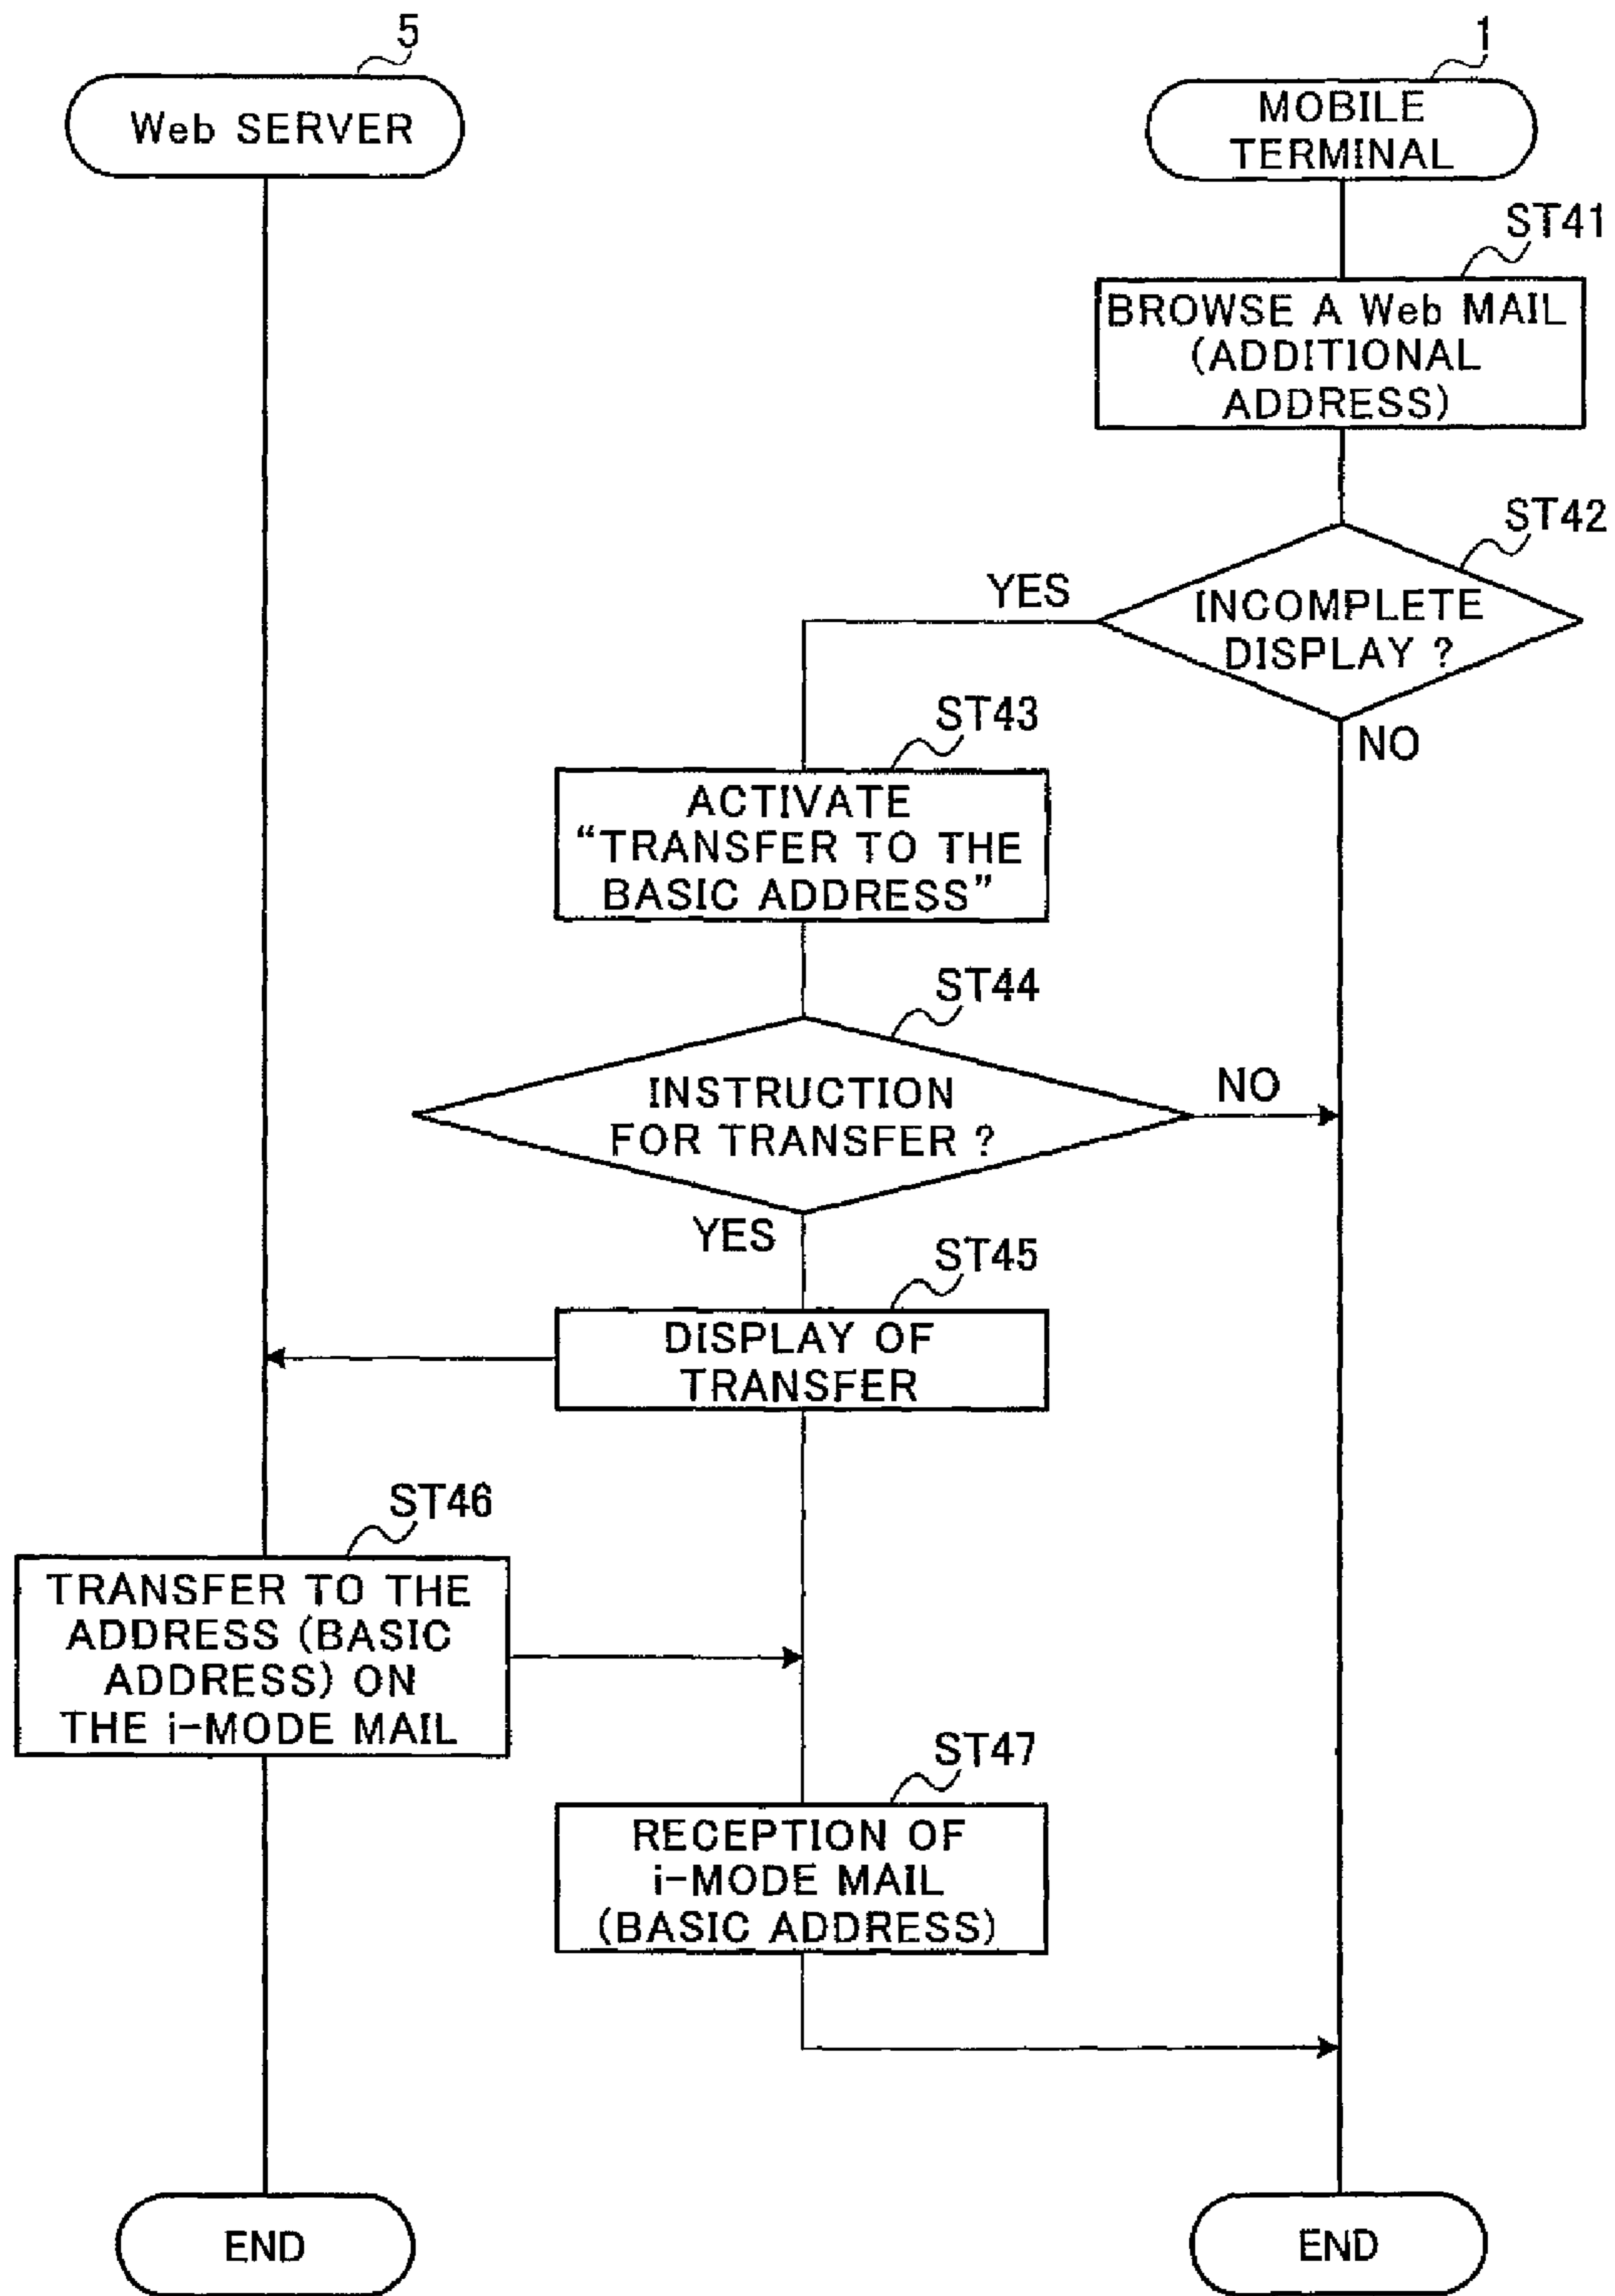 5
Web SERVER
1
MOBILE
TERMINAL
ST41
BROWSE A Web MAIL
(ADDITIONAL
ADDRESS)
ST42
INCOMPLETE
DISPLAY ?
YES
NO
ST43
ACTIVATE
“TRANSFER TO THE
BASIC ADDRESS”
ST44
INSTRUCTION
FOR TRANSFER ?
NO
YES
ST45
DISPLAY OF
TRANSFER
ST46
TRANSFER TO THE
ADDRESS (BASIC
ADDRESS) ON
THE i-MODE MAIL
ST47
RECEPTION OF
i-MODE MAIL
(BASIC ADDRESS)
END
END